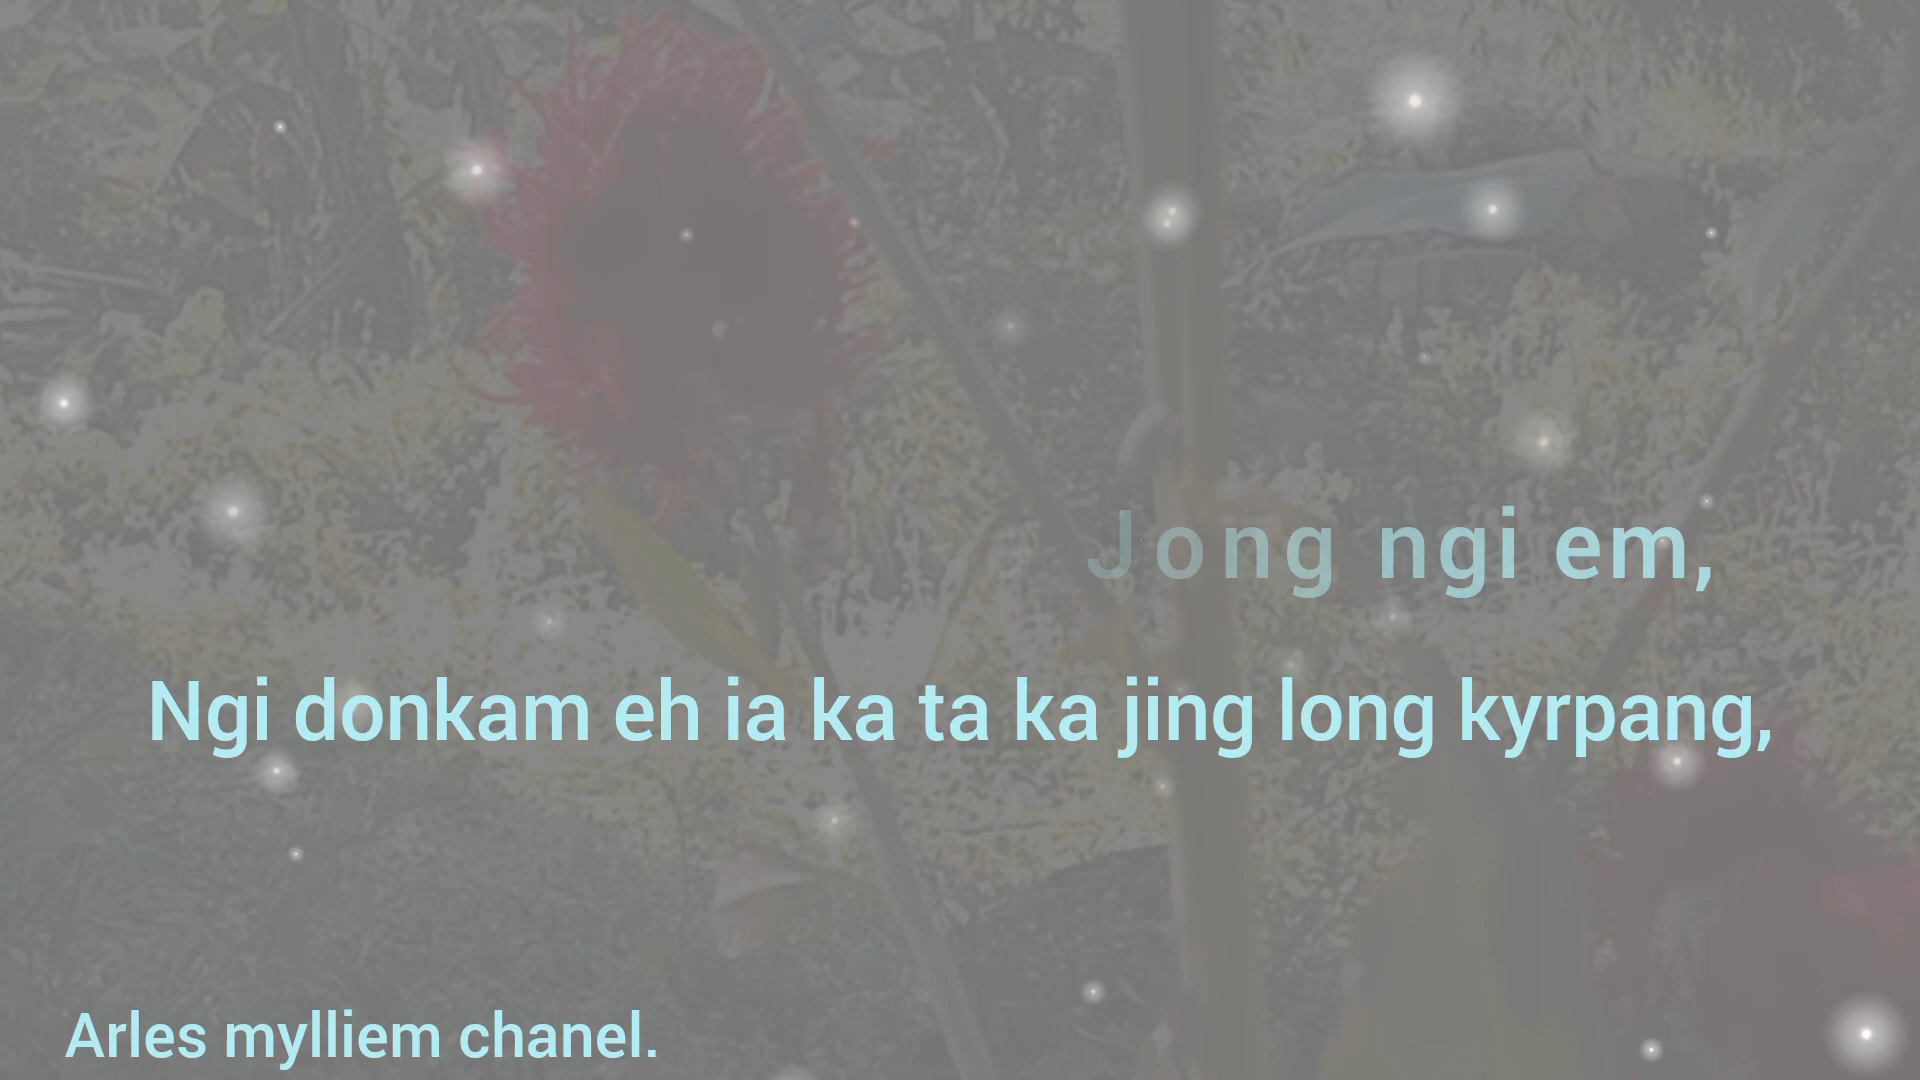 Jong ngi em,
Ngi donkam eh ia ka ta ka jing long kyrpang,
Arles mylliem chanel.